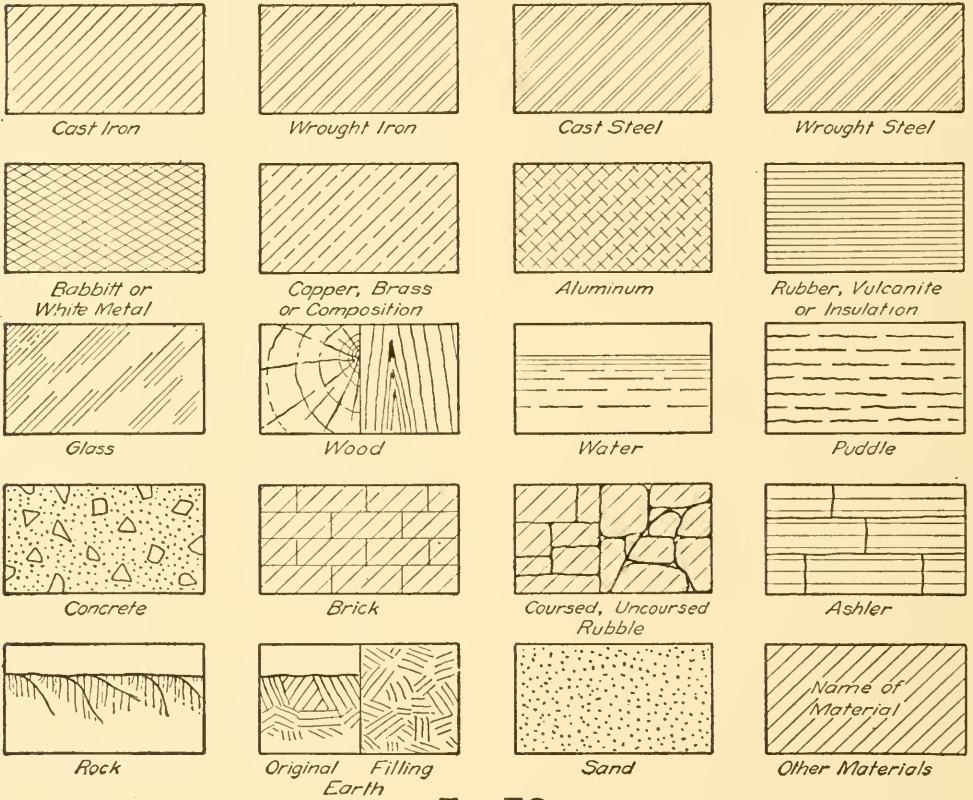 Cast Iron
Wrought Iron
Cast Steel
Wrought Steel
Babbitt or
White Metal
Copper, Brass
or Composition
Aluminum
Rubber, Vulcanite
or Insulation
Glass
Wood
Water
Puddle
Concrete
Brick
Coursed, Uncoursed
Rubble
Ashler
Name of
Material
Rock
Original Filling
Earth
Sand
Other Materials